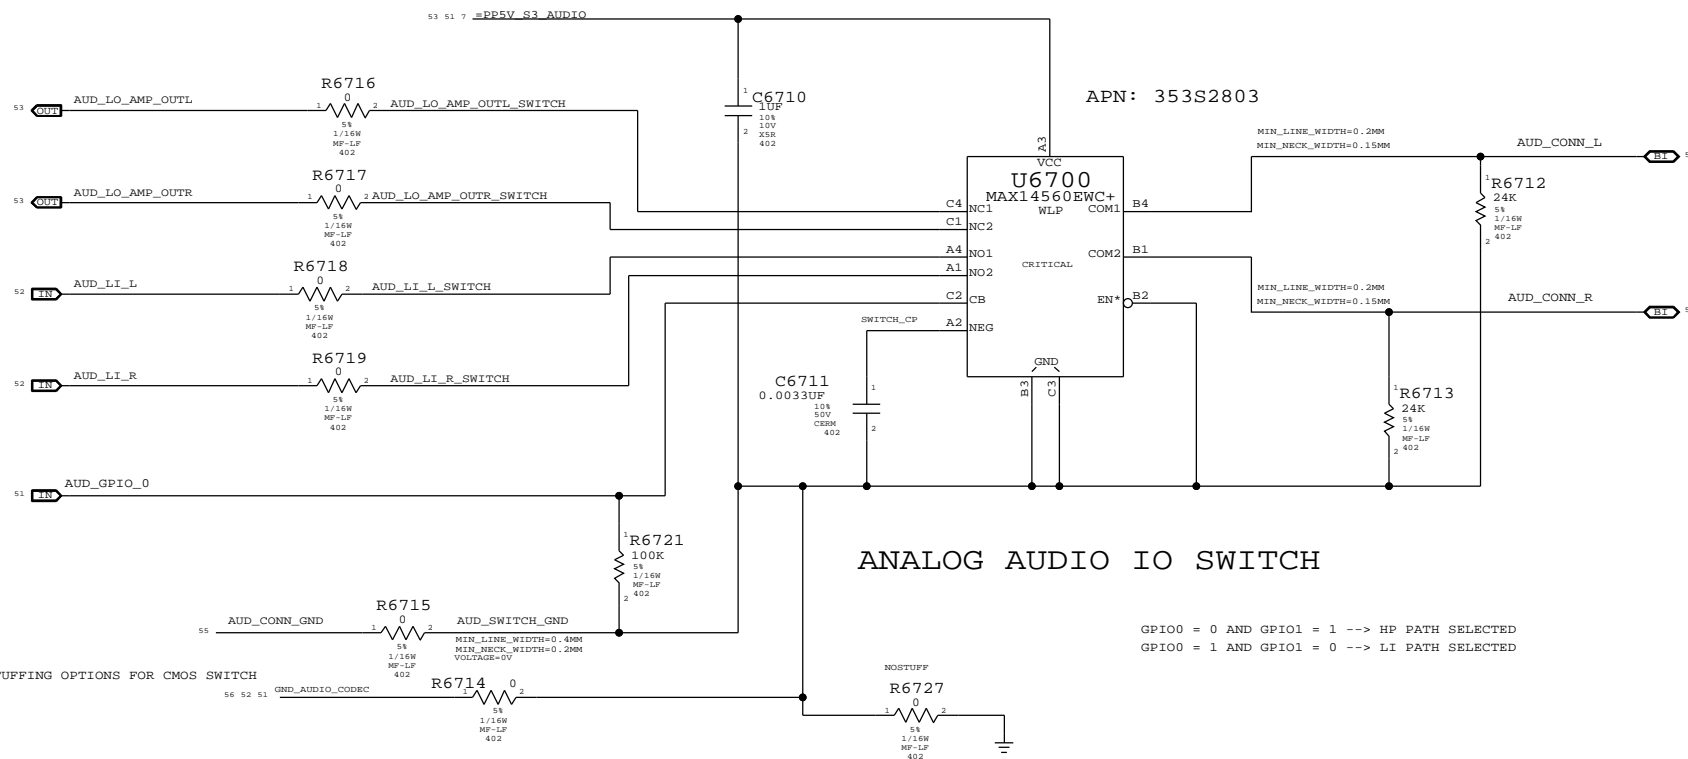 53 51 7 =PP5V_S3_AUDIO
R6716
0
53 OUT AUD_LO_AMP_OUTL 1 2 AUD_LO_AMP_OUTL_SWITCH
5%
1/16W
MF-LF
402
1
C6710
1UF
10%
10V
X5R
402
2
APN: 353S2803
MIN_LINE_WIDTH=0.2MM
MIN_NECK_WIDTH=0.15MM
AUD_CONN_L
BI
R6717
0
53 OUT AUD_LO_AMP_OUTR 1 2 AUD_LO_AMP_OUTR_SWITCH
5%
1/16W
MF-LF
402
A3
VCC
U6700
MAX14560EWC+
WLP
CRITICAL
C4 NC1
C1 NC2
A4 NO1
A1 NO2
C2 CB
A2 NEG
COM1 B4
COM2 B1
EN* B2
GND
B3
C3
1
R6712
24K
5%
1/16W
MF-LF
402
2
R6718
0
52 IN AUD_LI_L 1 2 AUD_LI_L_SWITCH
5%
1/16W
MF-LF
402
MIN_LINE_WIDTH=0.2MM
MIN_NECK_WIDTH=0.15MM
AUD_CONN_R
BI
SWITCH_CP
R6719
0
52 IN AUD_LI_R 1 2 AUD_LI_R_SWITCH
5%
1/16W
MF-LF
402
C6711
0.0033UF
10%
50V
CERM
402
1
2
1
R6713
24K
5%
1/16W
MF-LF
402
2
51 IN AUD_GPIO_0
1
R6721
100K
5%
1/16W
MF-LF
402
2
ANALOG AUDIO IO SWITCH
R6715
0
55 AUD_CONN_GND 1 2 AUD_SWITCH_GND
5%
1/16W
MF-LF
402
MIN_LINE_WIDTH=0.4MM
MIN_NECK_WIDTH=0.2MM
VOLTAGE=0V
GPIO0 = 0 AND GPIO1 = 1 --> HP PATH SELECTED
GPIO0 = 1 AND GPIO1 = 0 --> LI PATH SELECTED
UFFING OPTIONS FOR CMOS SWITCH
56 52 51 GND_AUDIO_CODEC
R6714 0
1 2
5%
1/16W
MF-LF
402
NOSTUFF
R6727
0
1 2
5%
1/16W
MF-LF
402